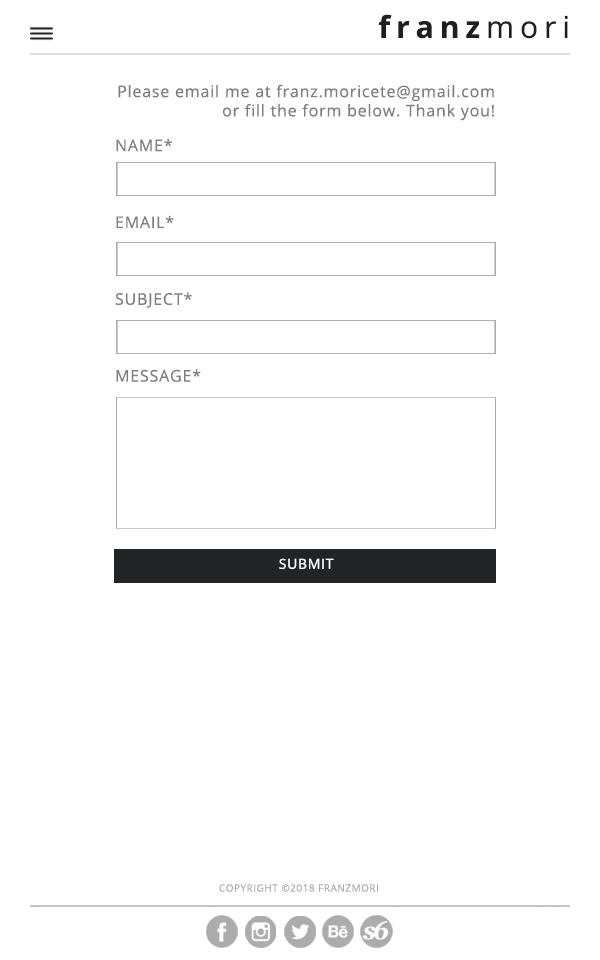 franzmori
Please email me at franz.moricete@gmail.com
or fill the form below. Thank you!
NAME*
EMAIL*
SUBJECT*
MESSAGE*
SUBMIT
COPYRIGHT ©2018 FRANZMORI
f Bē s6